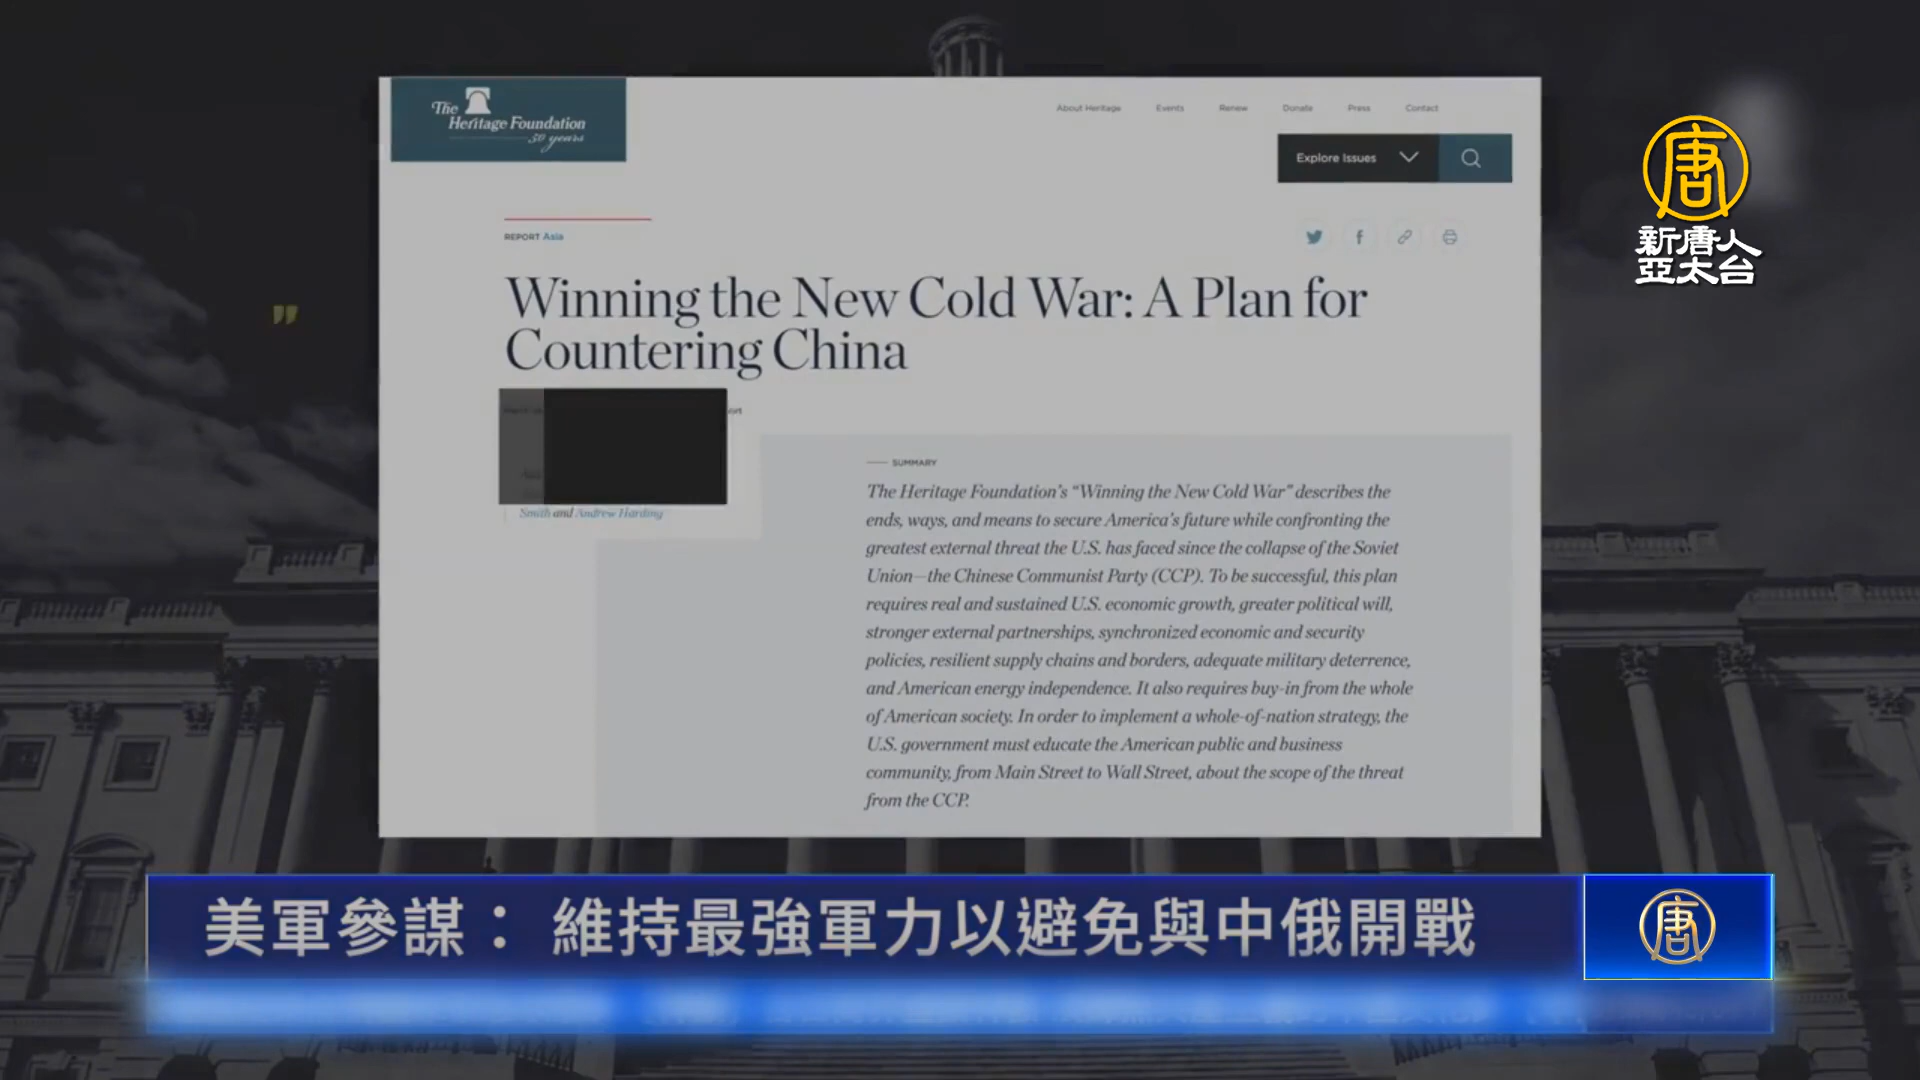 The
Heritage Foundation
50 years
About Heritage Events Renew Donate Press Contact
Explore Issues
唐
新唐人
亞太台
REPORT Asia
Winning the New Cold War: A Plan for
Countering China
Smith and Andrew Harding
SUMMARY
The Heritage Foundation's “Winning the New Cold War” describes the
ends, ways, and means to secure America's future while confronting the
greatest external threat the U.S. has faced since the collapse of the Soviet
Union—the Chinese Communist Party (CCP). To be successful, this plan
requires real and sustained U.S. economic growth, greater political will,
stronger external partnerships, synchronized economic and security
policies, resilient supply chains and borders, adequate military deterrence,
and American energy independence. It also requires buy-in from the whole
of American society. In order to implement a whole-of-nation strategy, the
U.S. government must educate the American public and business
community, from Main Street to Wall Street, about the scope of the threat
from the CCP.
美軍參謀： 維持最強軍力以避免與中俄開戰
唐